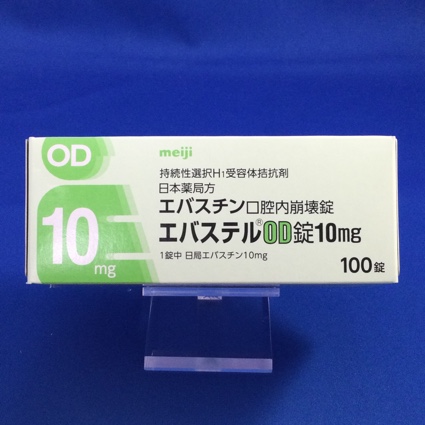 OD
10
mg
meiji
持続性選択H1受容体拮抗剤
日本薬局方
エバスチン口腔内崩壊錠
エバステル®OD錠10mg
1錠中 日局エバスチン10mg
100錠